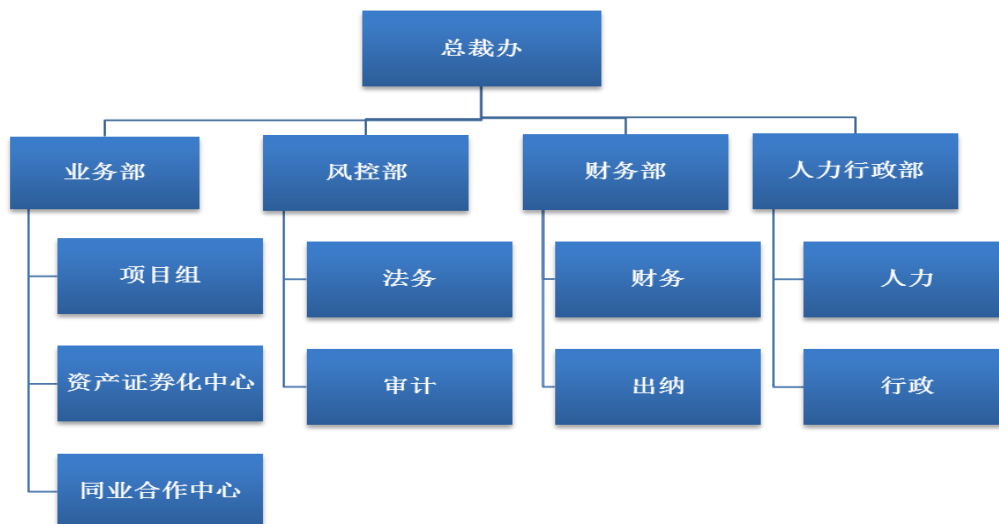 总裁办
业务部
风控部
财务部
人力行政部
项目组
法务
财务
人力
资产证券化中心
审计
出纳
行政
同业合作中心